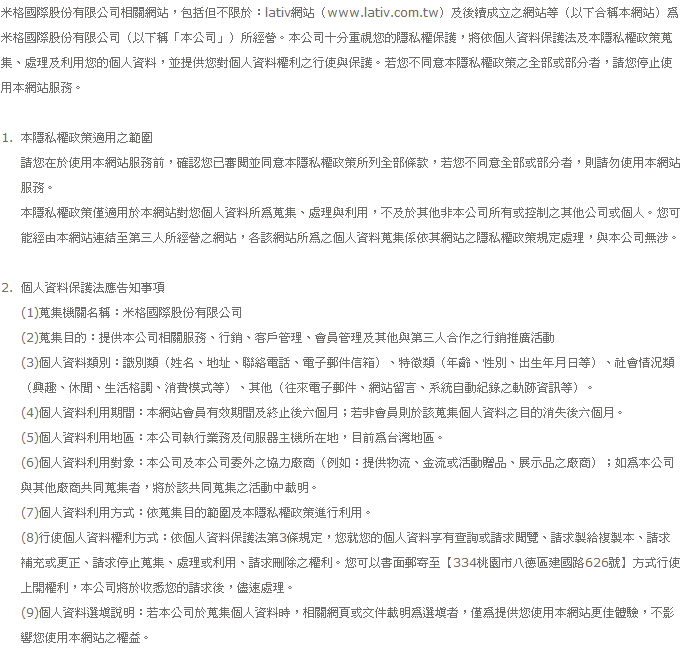 米格國際股份有限公司相關網站，包括但不限於：lativ網站（www.lativ.com.tw）及後續成立之網站等（以下合稱本網站）爲
米格國際股份有限公司（以下稱「本公司」）所經營。本公司十分重視您的隱私權保護，將依個人資料保護法及本隱私權政策蒐
集、處理及利用您的個人資料，並提供您對個人資料權利之行使與保護。若您不同意本隱私權政策之全部或部分者，請您停止使
用本網站服務。
1. 本隱私權政策適用之範圍
請您在於使用本網站服務前，確認您已審閱並同意本隱私權政策所列全部條款，若您不同意全部或部分者，則請勿使用本網站
服務。
本隱私權政策僅適用於本網站對您個人資料所爲蒐集、處理與利用，不及於其他非本公司所有或控制之其他公司或個人。您可
能經由本網站連結至第三人所經營之網站，各該網站所爲之個人資料蒐集係依其網站之隱私權政策規定處理，與本公司無涉。
2. 個人資料保護法應告知事項
(1)蒐集機關名稱：米格國際股份有限公司
(2)蒐集目的：提供本公司相關服務、行銷、客戶管理、會員管理及其他與第三人合作之行銷推廣活動
(3)個人資料類別：識別類（姓名、地址、聯絡電話、電子郵件信箱）、特徵類（年齡、性別、出生年月日等）、社會情況類
（興趣、休閒、生活格調、消費模式等）、其他（往來電子郵件、網站留言、系統自動紀錄之軌跡資訊等）。
(4)個人資料利用期間：本網站會員有效期間及終止後六個月；若非會員則於該蒐集個人資料之目的消失後六個月。
(5)個人資料利用地區：本公司執行業務及伺服器主機所在地，目前爲台灣地區。
(6)個人資料利用對象：本公司及本公司委外之協力廠商（例如：提供物流、金流或活動贈品、展示品之廠商）；如爲本公司
與其他廠商共同蒐集者，將於該共同蒐集之活動中載明。
(7)個人資料利用方式：依蒐集目的範圍及本隱私權政策進行利用。
(8)行使個人資料權利方式：依個人資料保護法第3條規定，您就您的個人資料享有查詢或請求閱覽、請求製給複製本、請求
補充或更正、請求停止蒐集、處理或利用、請求刪除之權利。您可以書面郵寄至【334桃園市八德區建國路626號】方式行使
上開權利，本公司將於收悉您的請求後，儘速處理。
(9)個人資料選填說明：若本公司於蒐集個人資料時，相關網頁或文件載明爲選填者，僅爲提供您使用本網站更佳體驗，不影
響您使用本網站之權益。